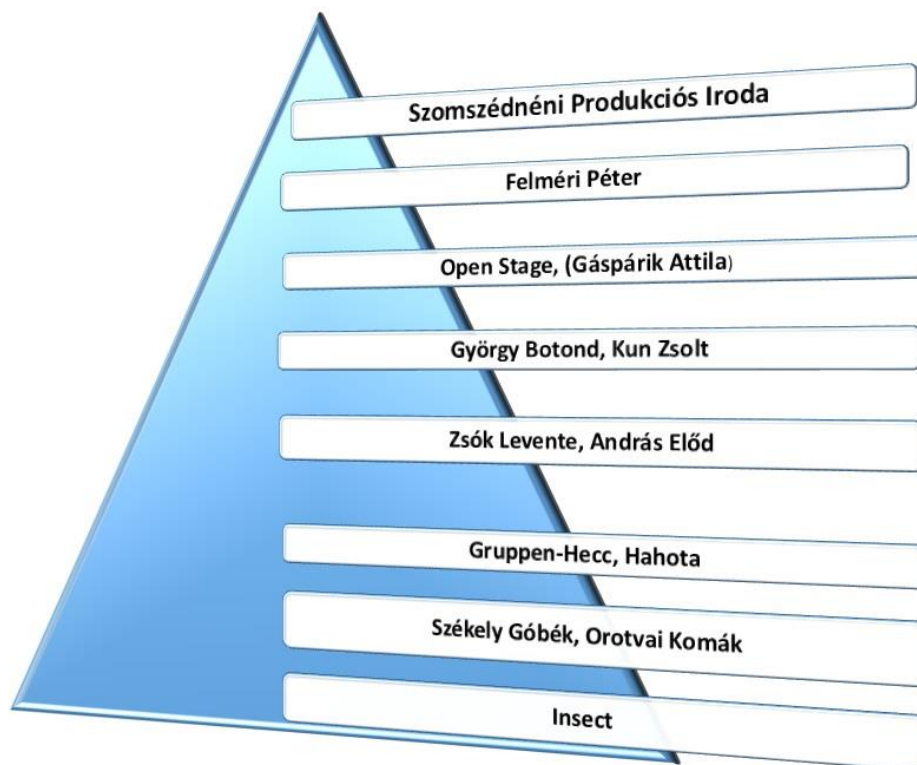 Szomszédnéni Produkciós Iroda
Felméri Péter
Open Stage, (Gáspárik Attila)
György Botond, Kun Zsolt
Zsók Levente, András Előd
Gruppen-Hecc, Hahota
Székely Góbék, Orotvai Komák
Insect